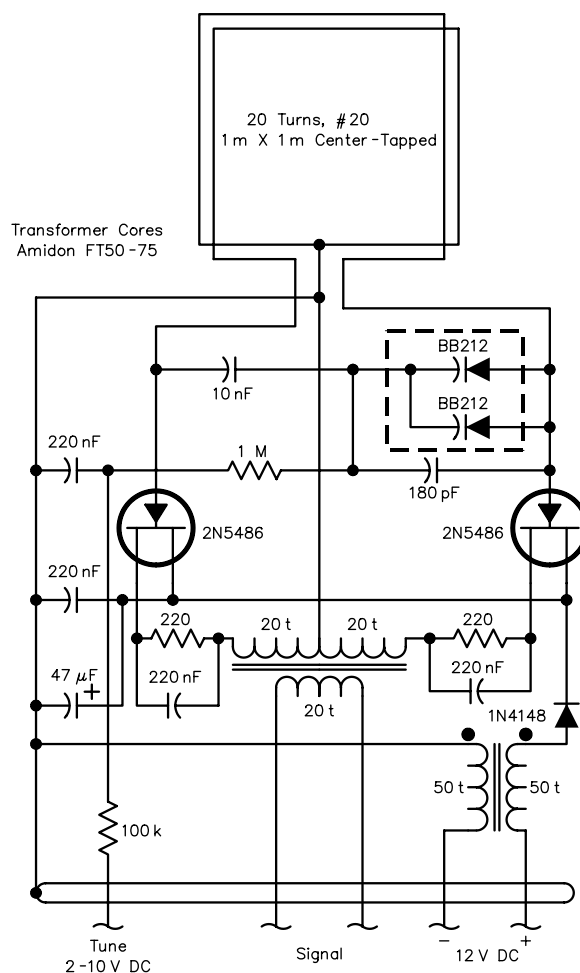 20 Turns, #20
1 m X 1 m Center-Tapped
Transformer Cores
Amidon FT50-75
BB212
10 nF
BB212
220 nF
1 M
180 pF
2N5486
2N5486
220 nF
220
20 t
20 t
220
47 μF
+
220 nF
220 nF
20 t
1N4148
50 t
50 t
100 k
Tune
2-10 V DC
Signal
− 12 V DC +